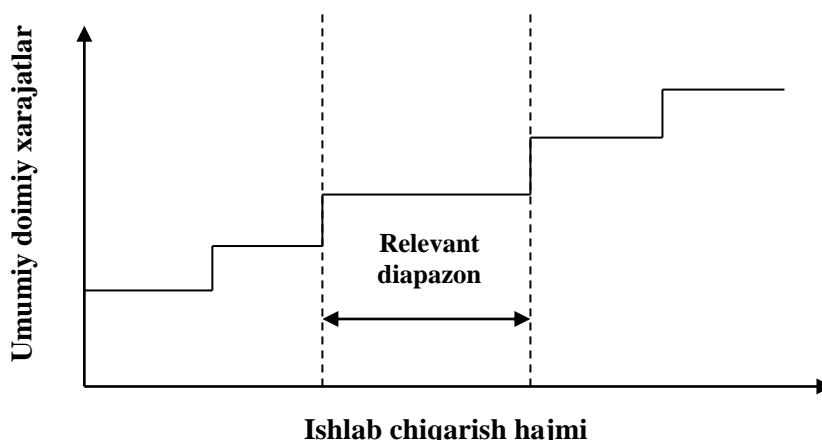 Umumiy doimiy xarajatlar
Relevant
diapazon
Ishlab chiqarish hajmi